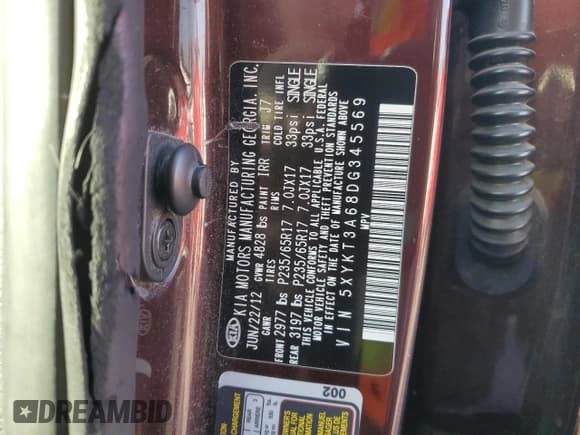 KIA
MANUFACTURED BY
KIA MOTORS MANUFACTURING GEORGIA, INC.
JUN/22/12 GVWR 4828 lbs PAINT IRR TRIM J7
GAWR TIRES RIMS COLD TIRE INFL
FRONT 2977 lbs P235/65R17 7.0JX17 33psi SINGLE
REAR 3197 lbs P235/65R17 7.0JX17 33psi SINGLE
THIS VEHICLE CONFORMS TO ALL APPLICABLE U.S.A. FEDERAL
MOTOR VEHICLE SAFETY AND THEFT PREVENTION STANDARDS
IN EFFECT ON THE DATE OF MANUFACTURE SHOWN ABOVE
VIN 5XYKT3A68DG345569
MPV
002
DREAMBID